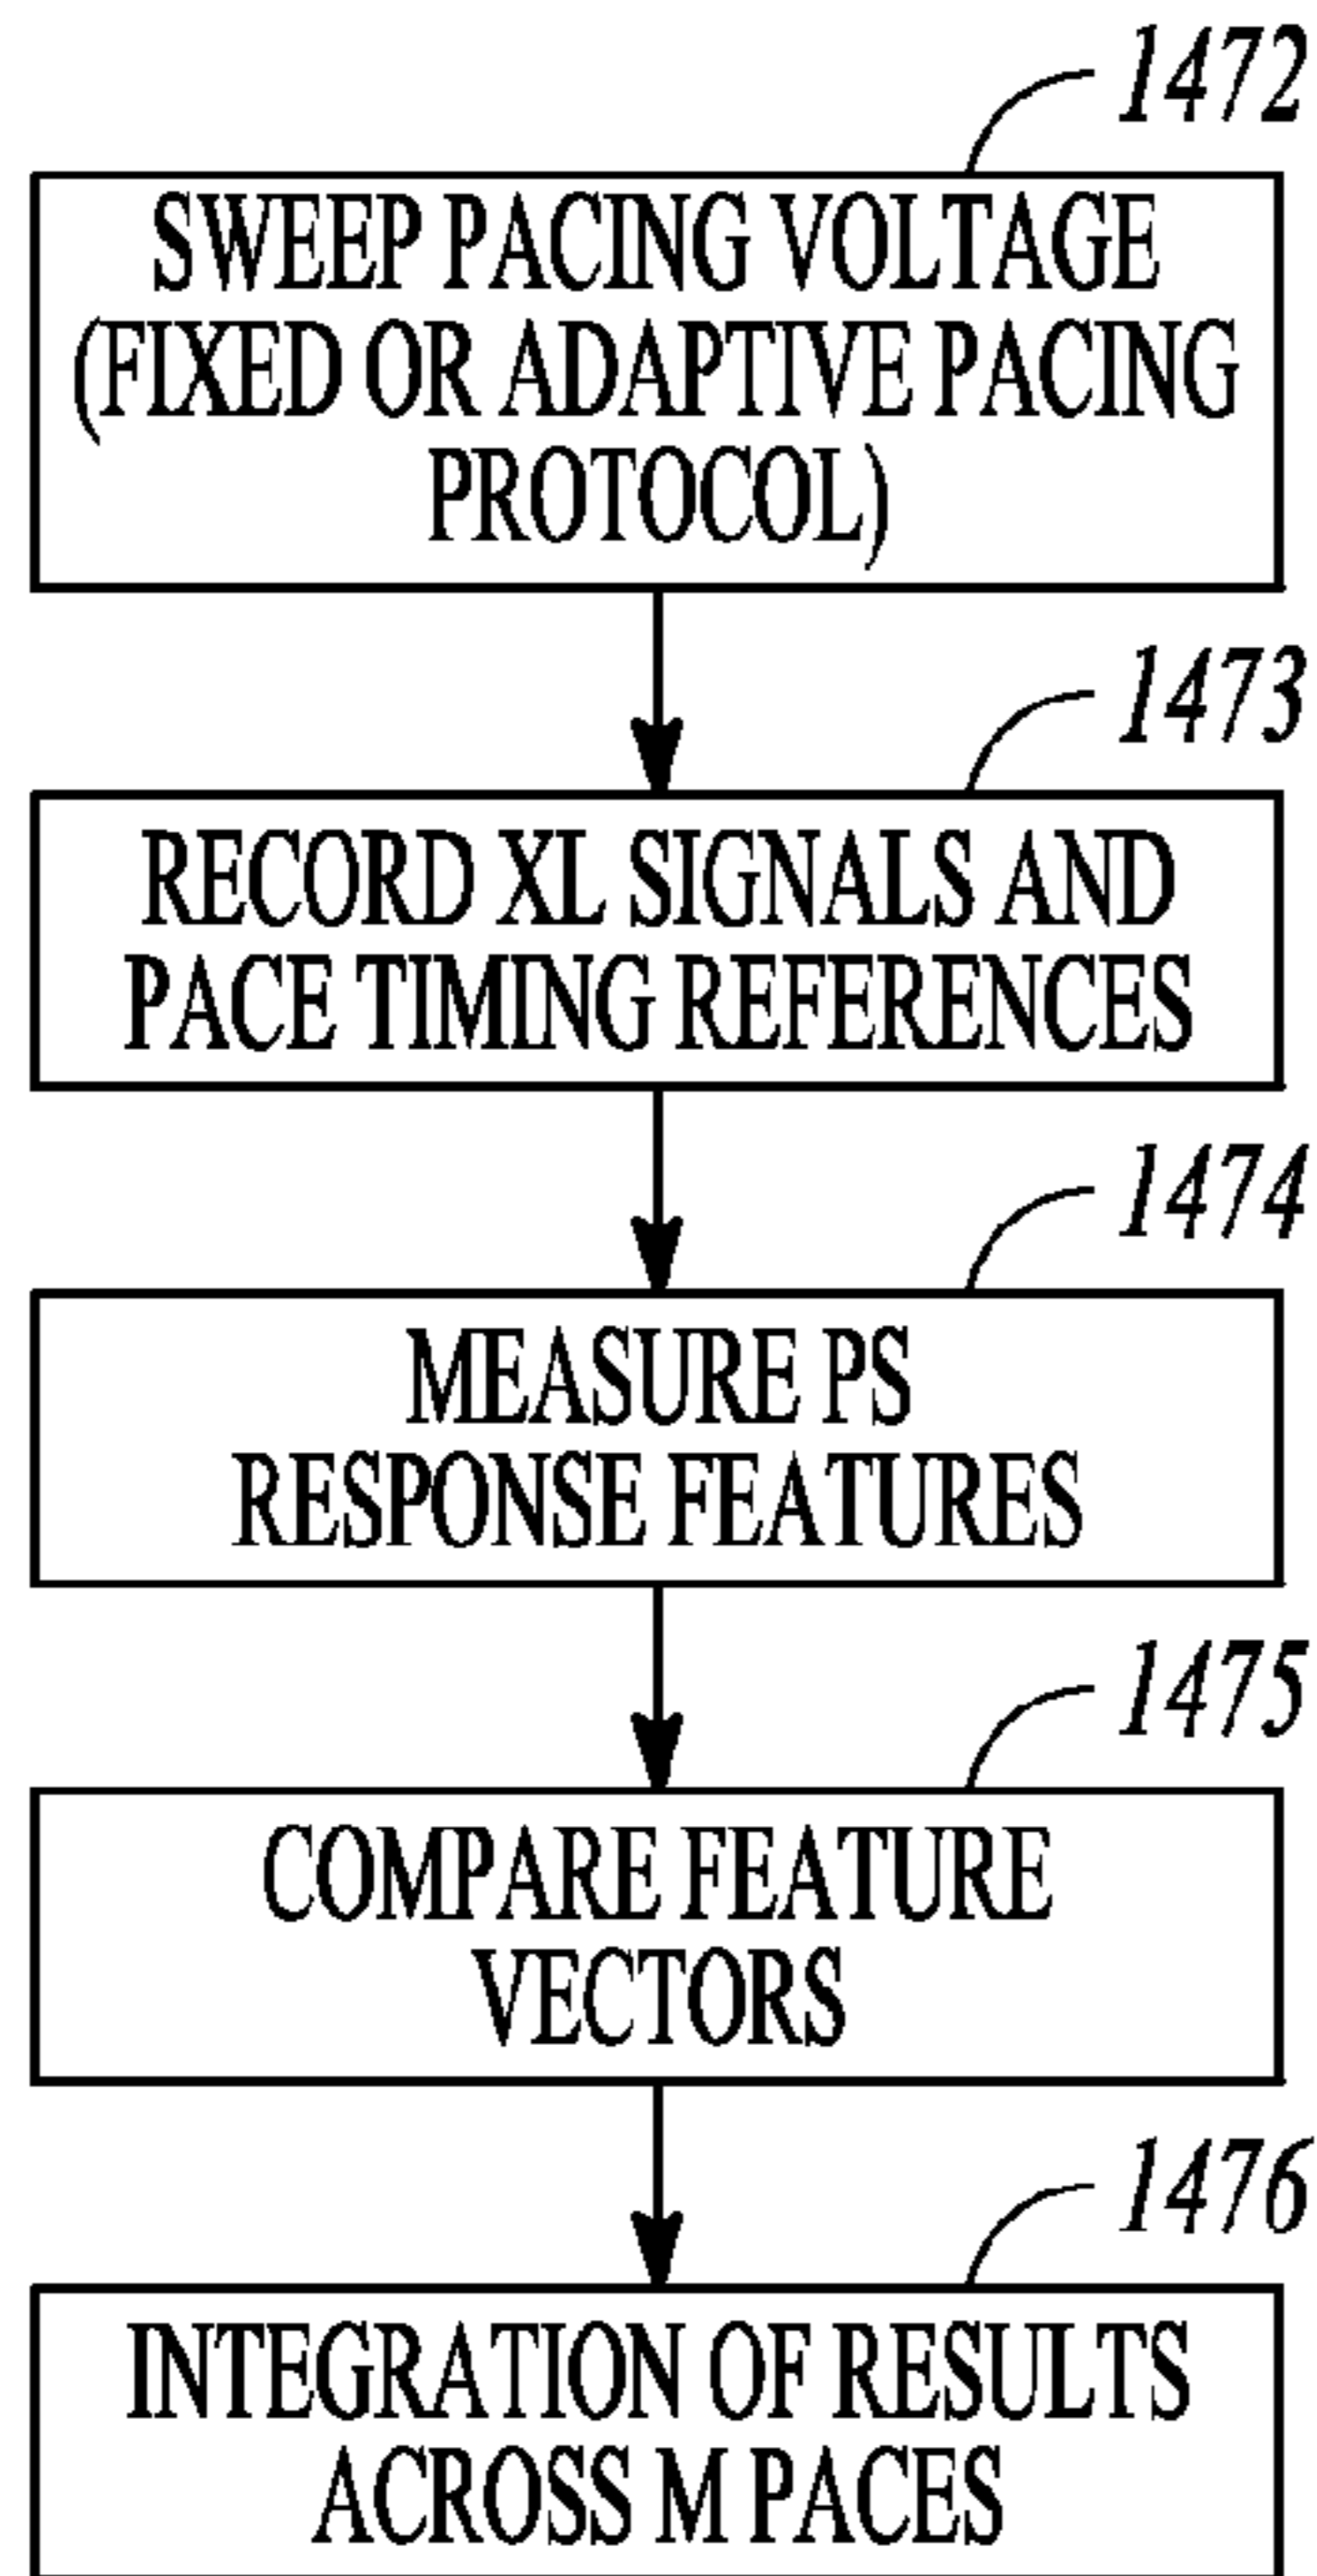 1472
SWEEP PACING VOLTAGE
(FIXED OR ADAPTIVE PACING
PROTOCOL)
1473
RECORD XL SIGNALS AND
PACE TIMING REFERENCES
1474
MEASURE PS
RESPONSE FEATURES
1475
COMPARE FEATURE
VECTORS
1476
INTEGRATION OF RESULTS
ACROSS M PACES